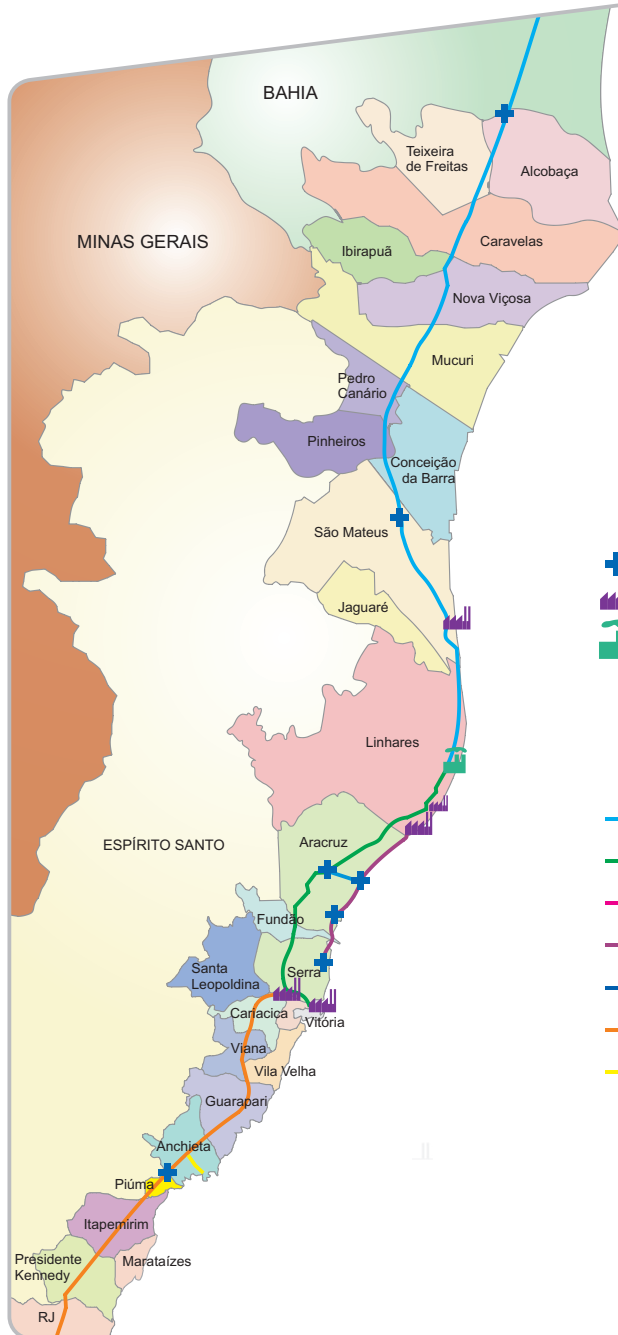 BAHIA
Teixeira
de Freitas
Alcobaça
MINAS GERAIS
Ibirapuã
Caravelas
Nova Viçosa
Mucuri
Pedro
Canário
Pinheiros
Conceição
da Barra
São Mateus
Jaguaré
Linhares
ESPÍRITO SANTO
Aracruz
Fundão
Santa
Leopoldina
Serra
Cariacica
Vitória
Viana
Vila Velha
Guarapari
Anchieta
Piúma
Itapemirim
Presidente
Kennedy
Marataízes
RJ